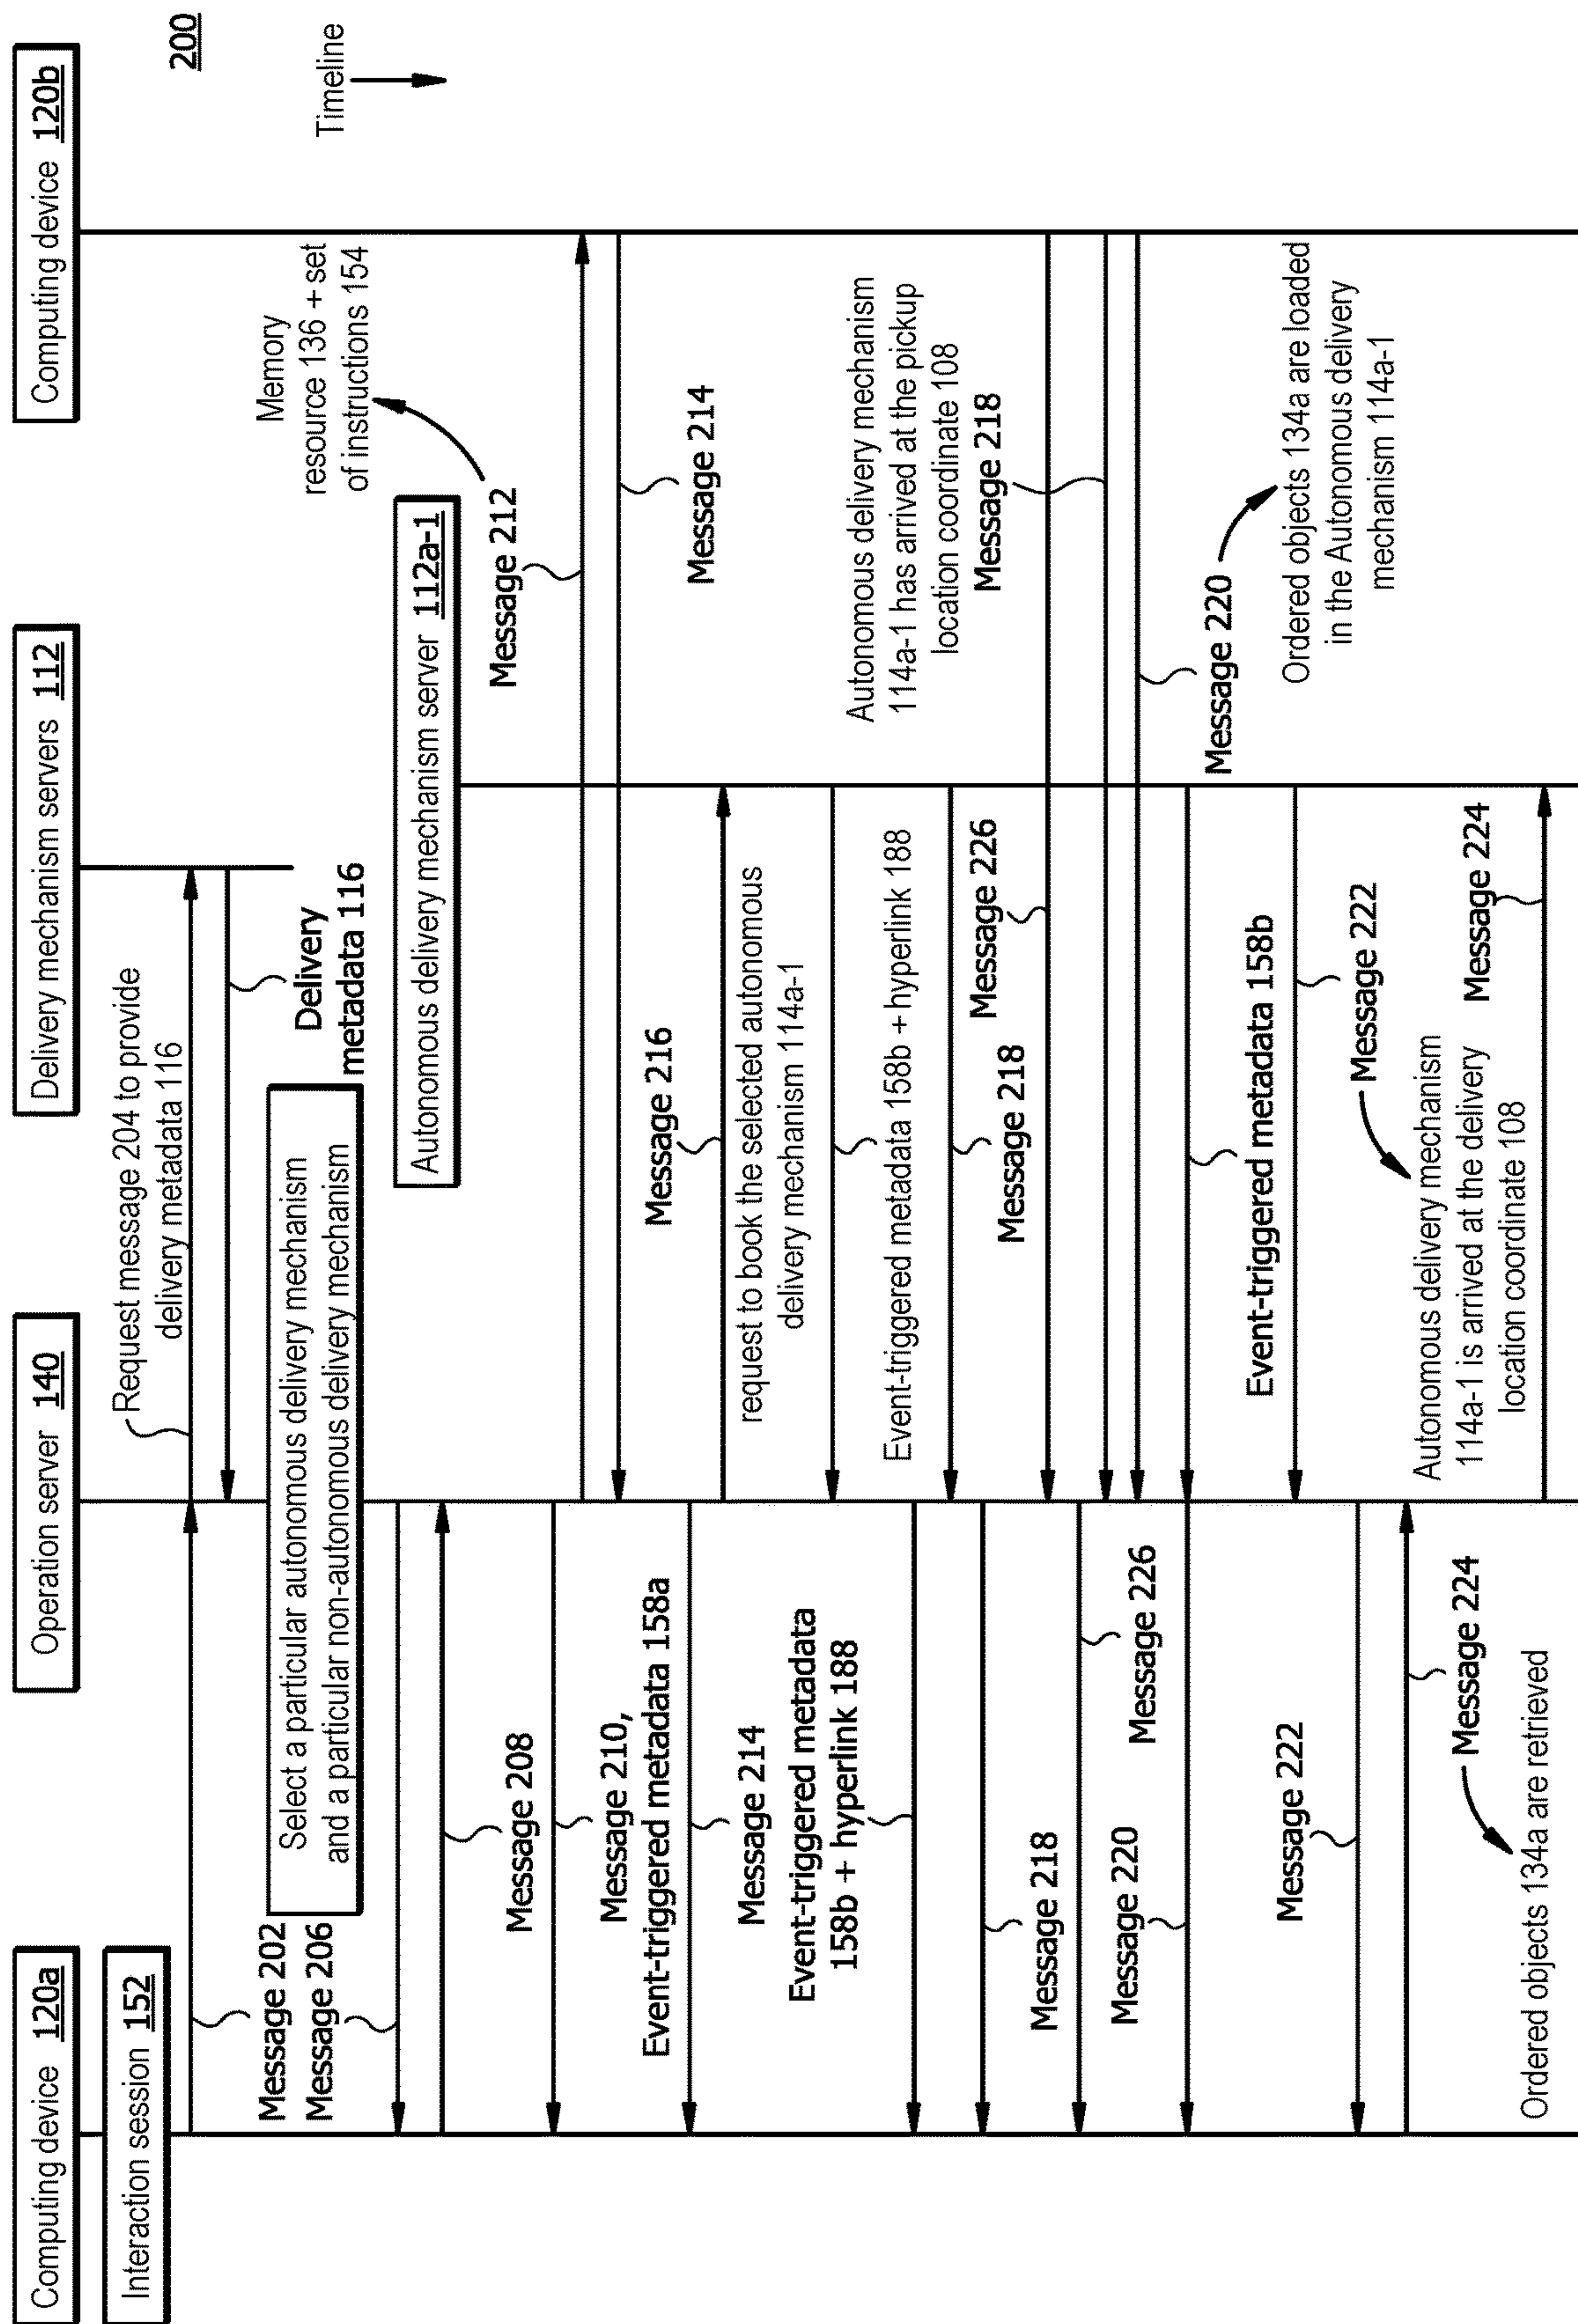 Computing device 120a
Operation server 140
Delivery mechanism servers 112
Computing device 120b
Interaction session 152
200
Timeline
Request message 204 to provide
delivery metadata 116
Message 202
Message 206
Delivery
metadata 116
Select a particular autonomous delivery mechanism
and a particular non-autonomous delivery mechanism
Autonomous delivery mechanism server 112a-1
Memory
resource 136 + set
of instructions 154
Message 208
Message 212
Message 210,
Event-triggered metadata 158a
Message 214
Message 214
Message 216
request to book the selected autonomous
delivery mechanism 114a-1
Event-triggered metadata
158b + hyperlink 188
Event-triggered metadata 158b + hyperlink 188
Autonomous delivery mechanism
114a-1 has arrived at the pickup
location coordinate 108
Message 218
Message 226
Message 218
Message 218
Message 226
Message 220
Message 220
Ordered objects 134a are loaded
in the Autonomous delivery
mechanism 114a-1
Event-triggered metadata 158b
Message 222
Message 222
Autonomous delivery mechanism
114a-1 is arrived at the delivery
location coordinate 108
Message 224
Message 224
Ordered objects 134a are retrieved